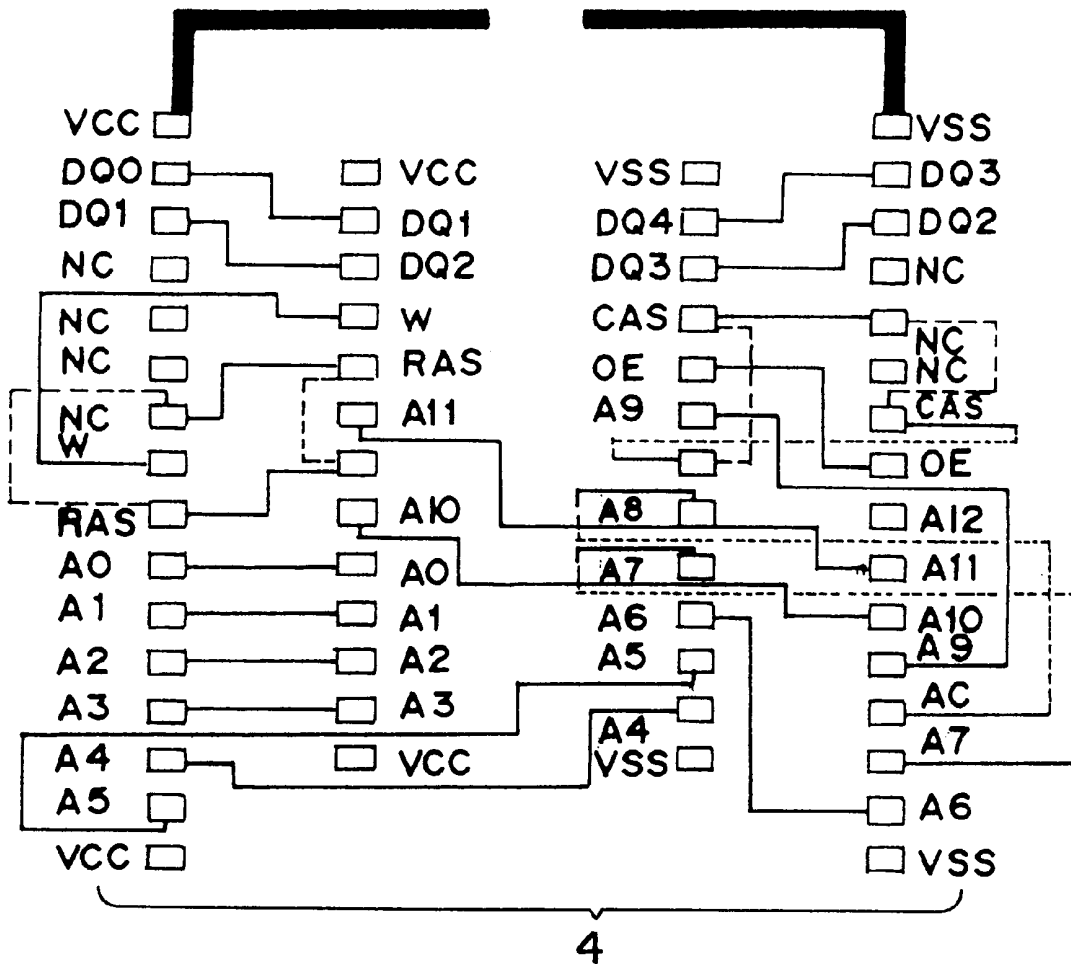 VCC
VSS
DQ0
VCC
VSS
DQ3
DQ1
DQ1
DQ4
DQ2
NC
DQ2
DQ3
NC
NC
W
CAS
NC
NC
RAS
OE
NC
NC
A11
A9
CAS
W
OE
RAS
A10
A8
A12
A0
A0
A7
A11
A1
A1
A6
A10
A2
A2
A5
A9
A3
A3
A4
AC
A4
VCC
VSS
A7
A5
A6
VCC
VSS
4